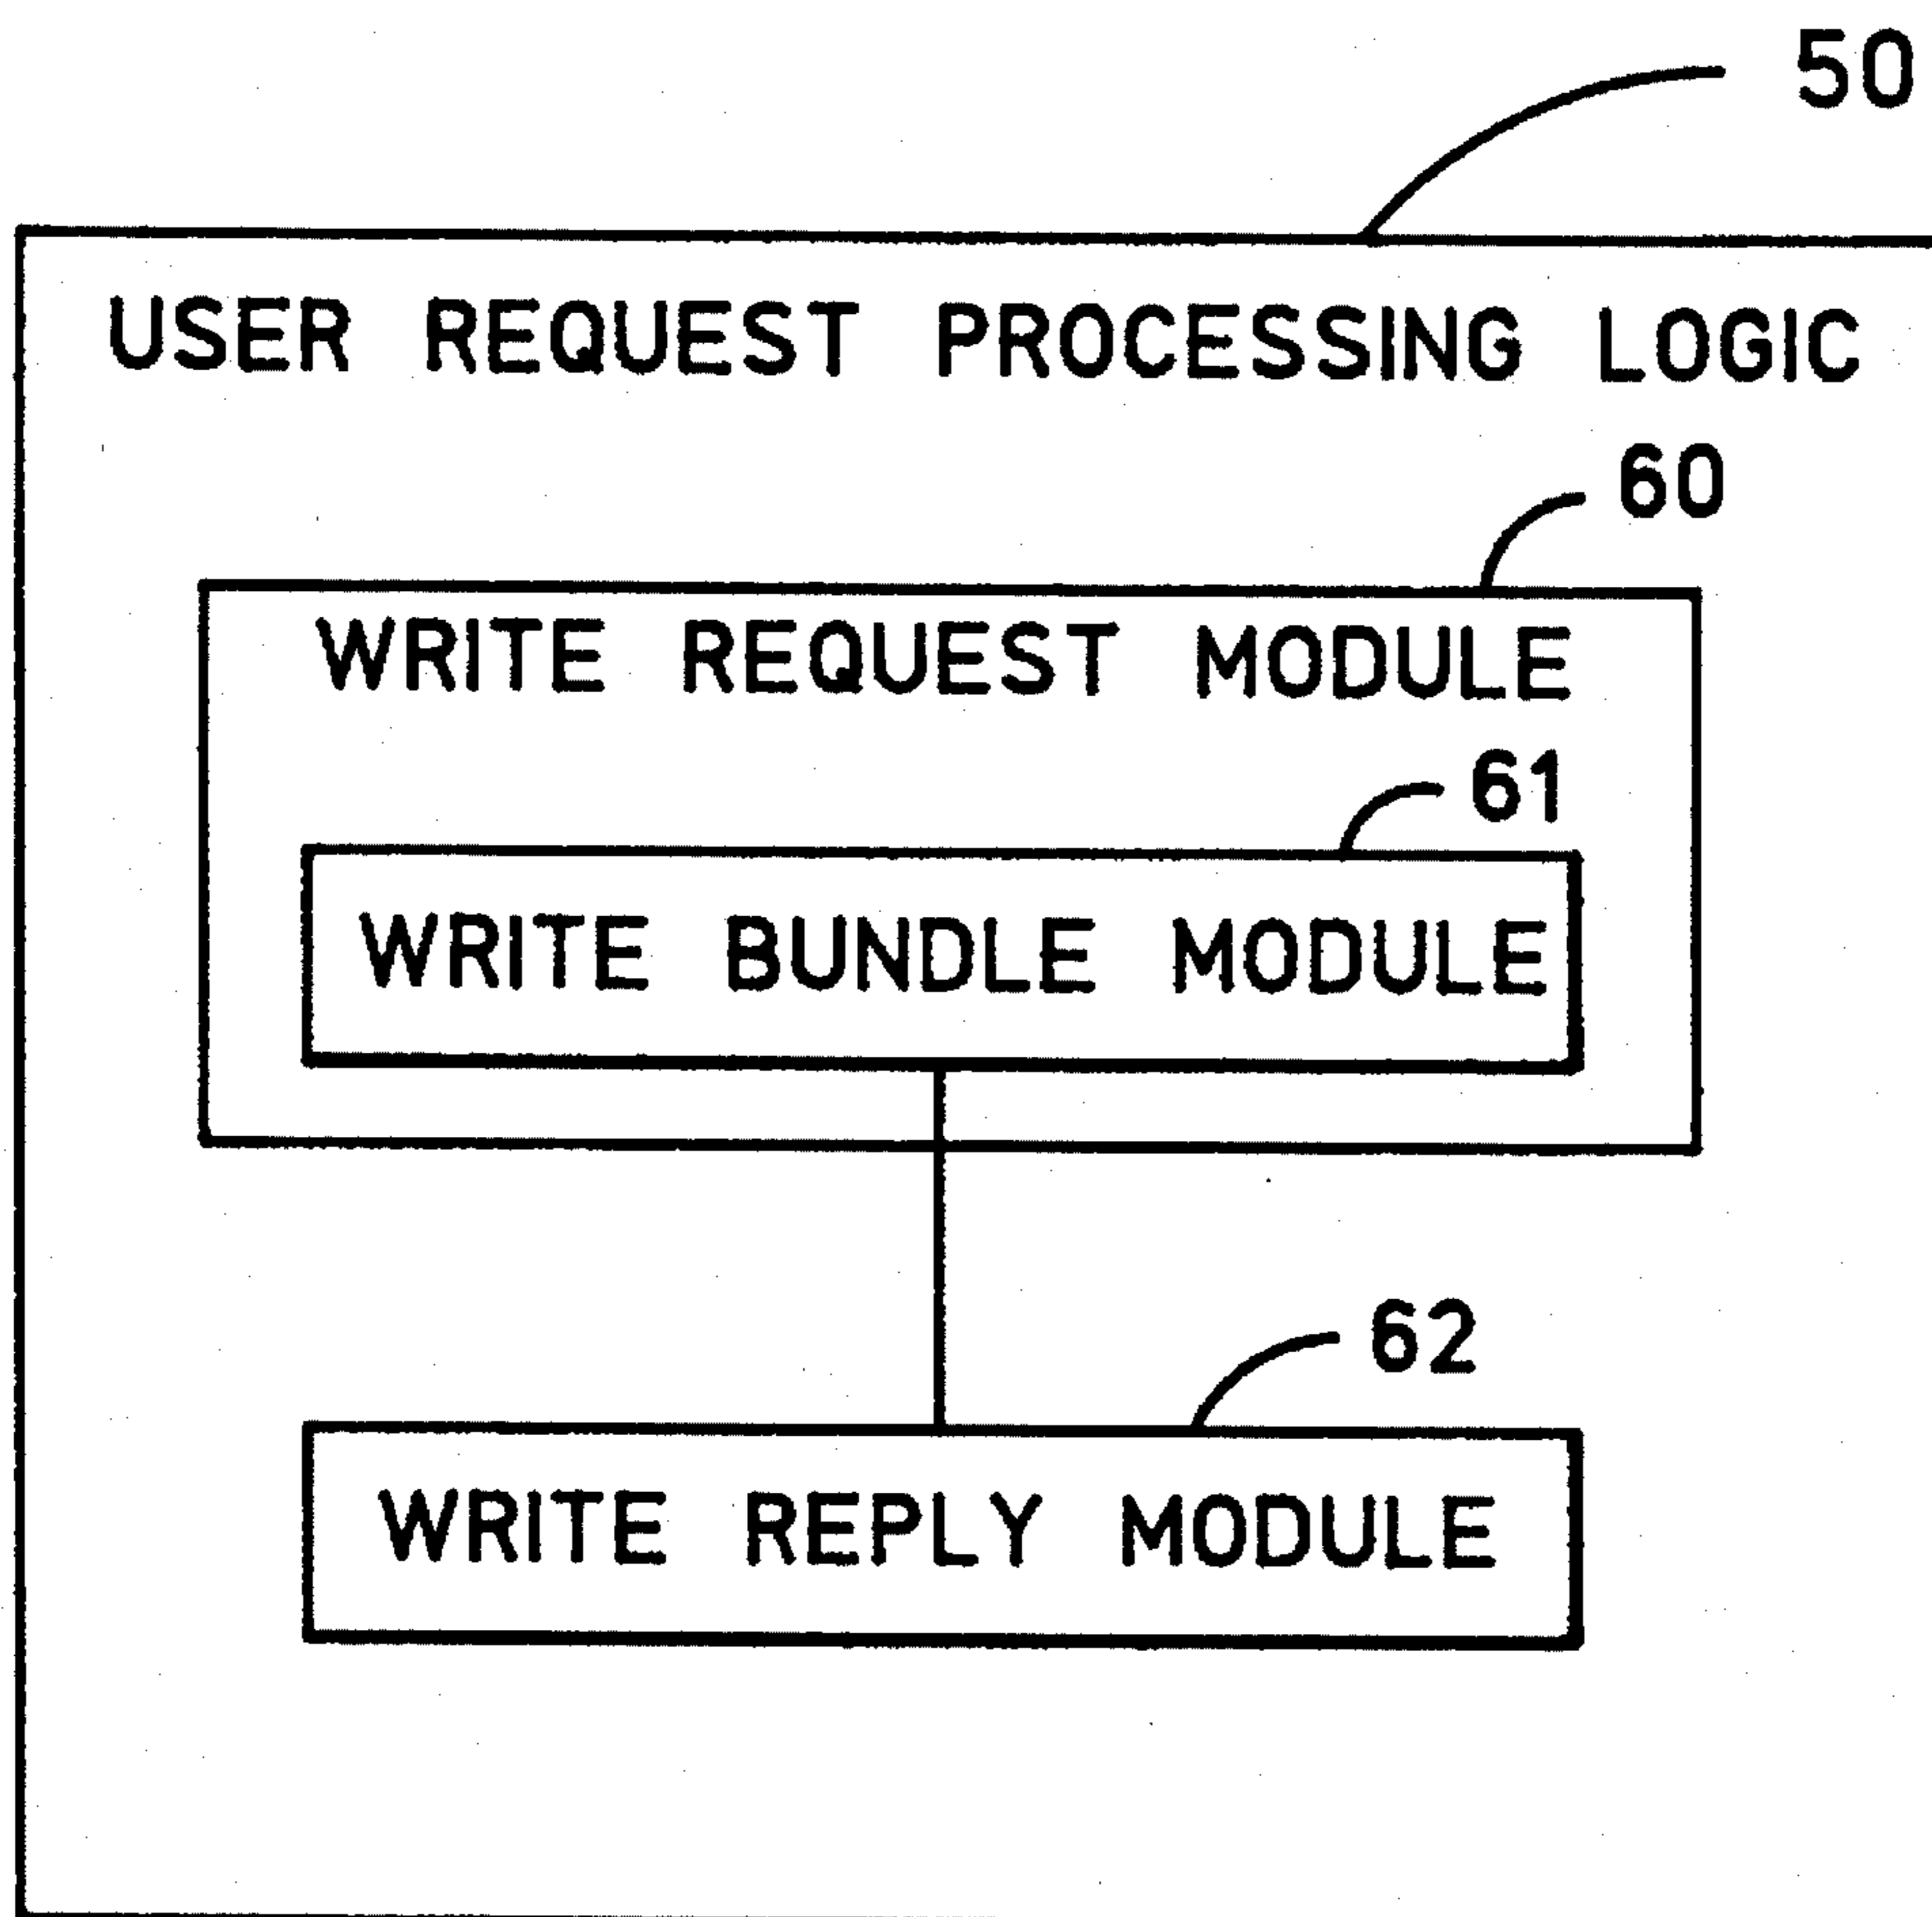 50
USER REQUEST PROCESSING LOGIC
60
WRITE REQUEST MODULE
61
WRITE BUNDLE MODULE
62
WRITE REPLY MODULE